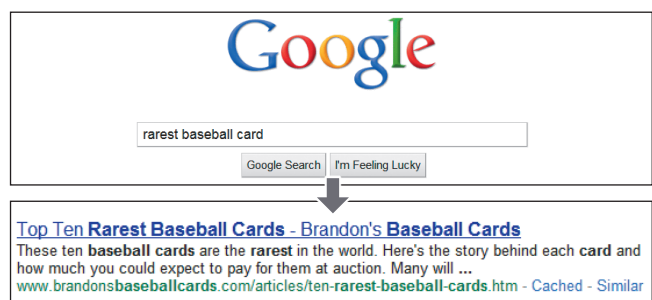 Google
rarest baseball card
Google Search I'm Feeling Lucky
Top Ten Rarest Baseball Cards - Brandon's Baseball Cards
These ten baseball cards are the rarest in the world. Here's the story behind each card and
how much you could expect to pay for them at auction. Many will ...
www.brandonsbaseballcards.com/articles/ten-rarest-baseball-cards.htm - Cached - Similar